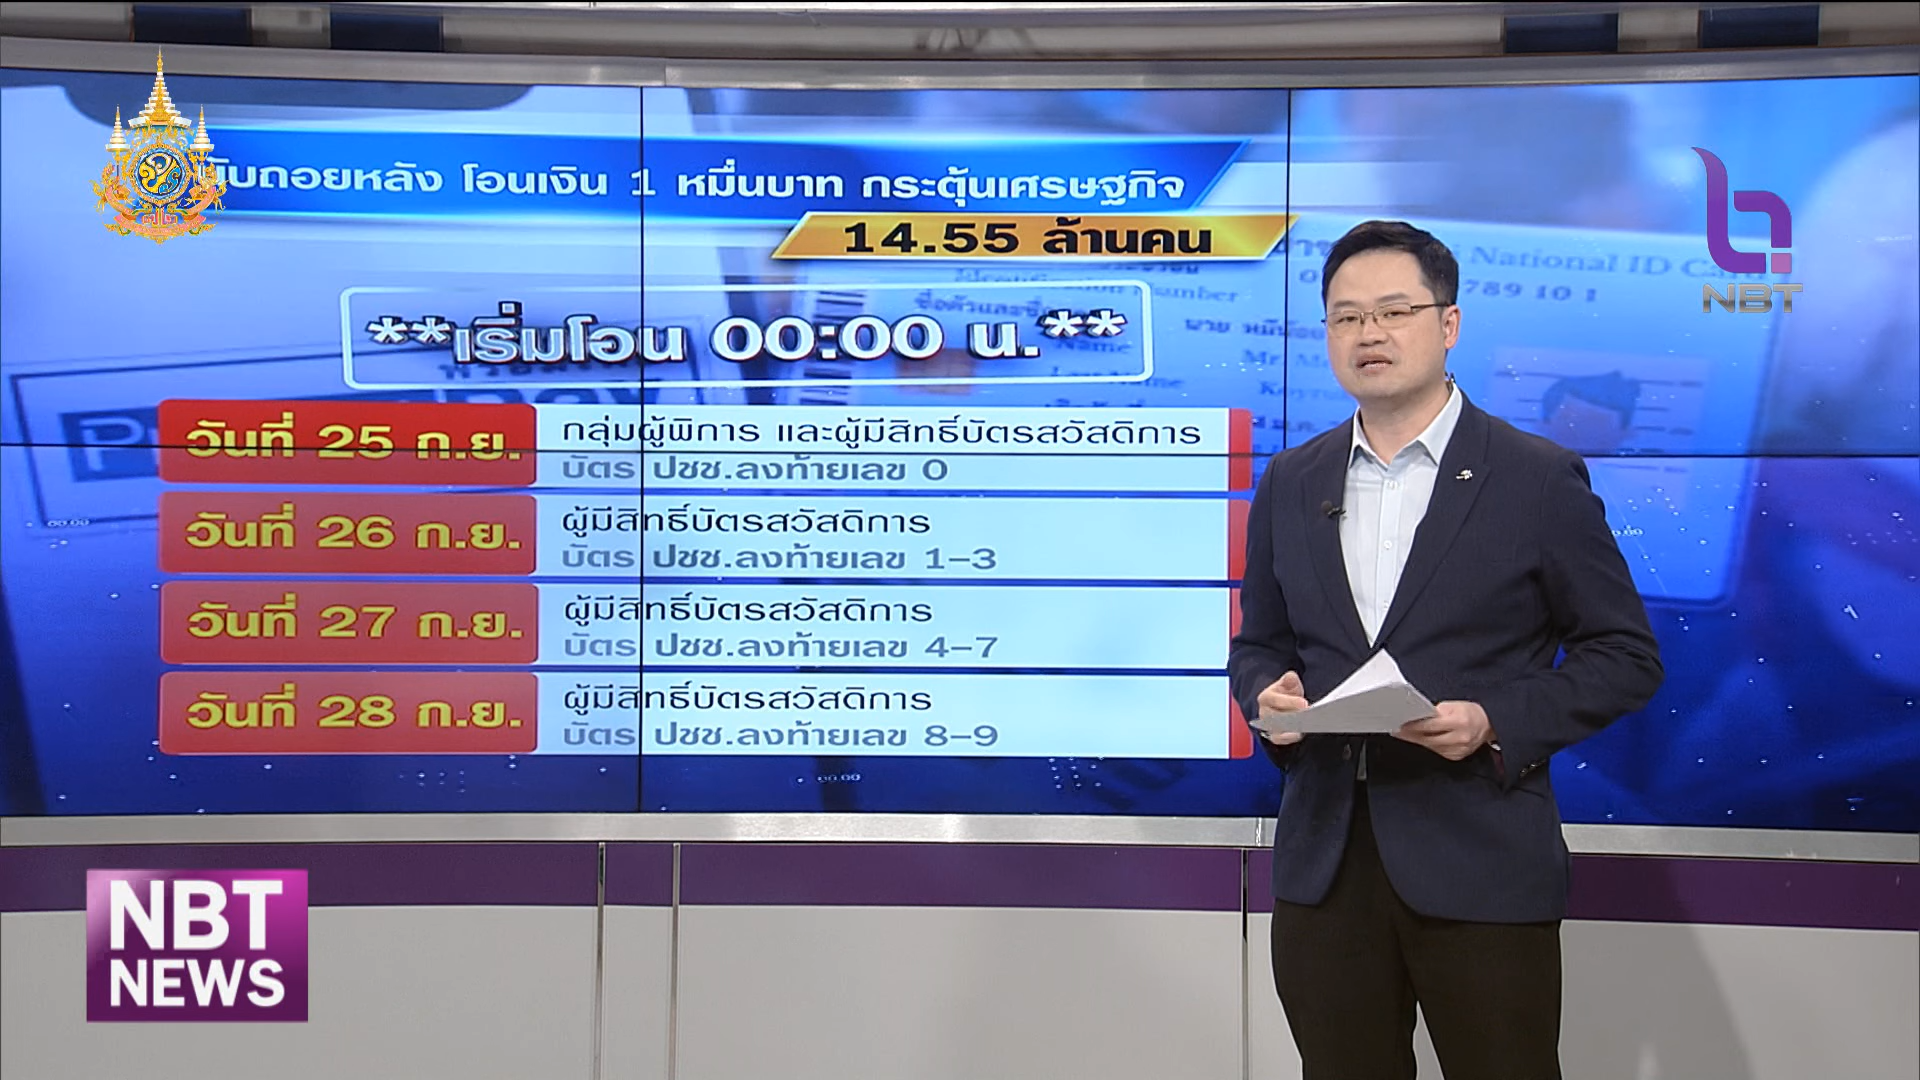 นับถอยหลัง โอนเงิน 1 หมื่นบาท กระตุ้นเศรษฐกิจ
14.55 ล้านคน
**เริ่มโอน 00:00 น.**
วันที่ 25 ก.ย.
กลุ่มผู้พิการ และผู้มีสิทธิ์บัตรสวัสดิการ
บัตร ปชช.ลงท้ายเลข 0
วันที่ 26 ก.ย.
ผู้มีสิทธิ์บัตรสวัสดิการ
บัตร ปชช.ลงท้ายเลข 1-3
วันที่ 27 ก.ย.
ผู้มีสิทธิ์บัตรสวัสดิการ
บัตร ปชช.ลงท้ายเลข 4-7
วันที่ 28 ก.ย.
ผู้มีสิทธิ์บัตรสวัสดิการ
บัตร ปชช.ลงท้ายเลข 8-9
National ID Card
Number
789 10 1
Name
Name
Mr.
NBT
NBT
NEWS